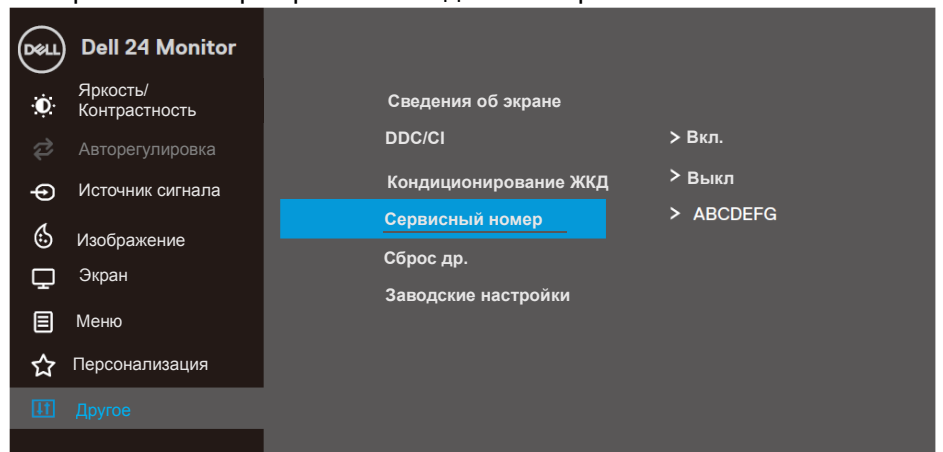 DELL
Dell 24 Monitor
Яркость/
Контрастность
Авторегулировка
Источник сигнала
Изображение
Экран
Меню
Персонализация
Другое
Сведения об экране
DDC/CI > Вкл.
Кондиционирование ЖКД > Выкл
Сервисный номер > ABCDEFG
Сброс др.
Заводские настройки